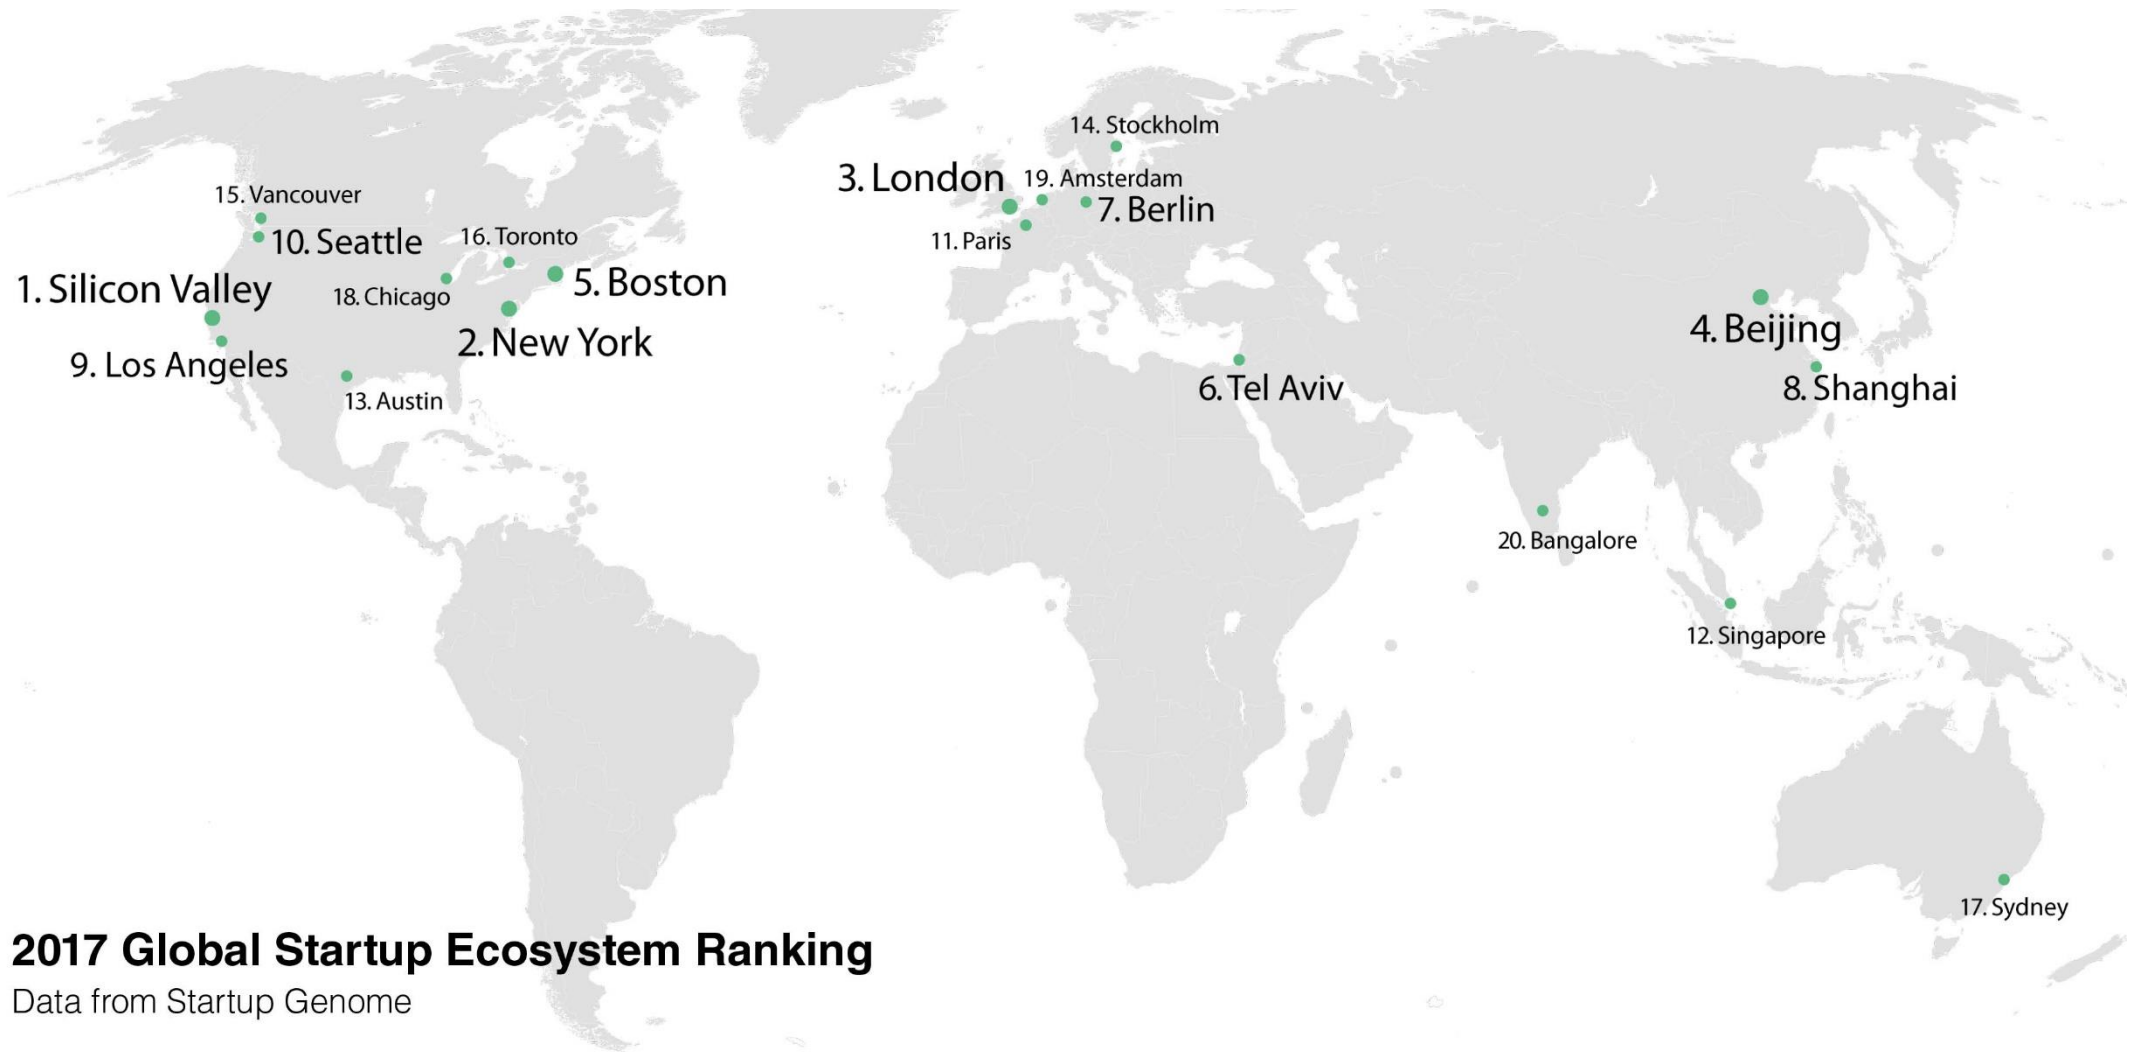 14. Stockholm
3. London
19. Amsterdam
7. Berlin
11. Paris
15. Vancouver
10. Seattle
16. Toronto
1. Silicon Valley
18. Chicago
5. Boston
2. New York
9. Los Angeles
13. Austin
4. Beijing
6. Tel Aviv
8. Shanghai
20. Bangalore
12. Singapore
17. Sydney
2017 Global Startup Ecosystem Ranking
Data from Startup Genome